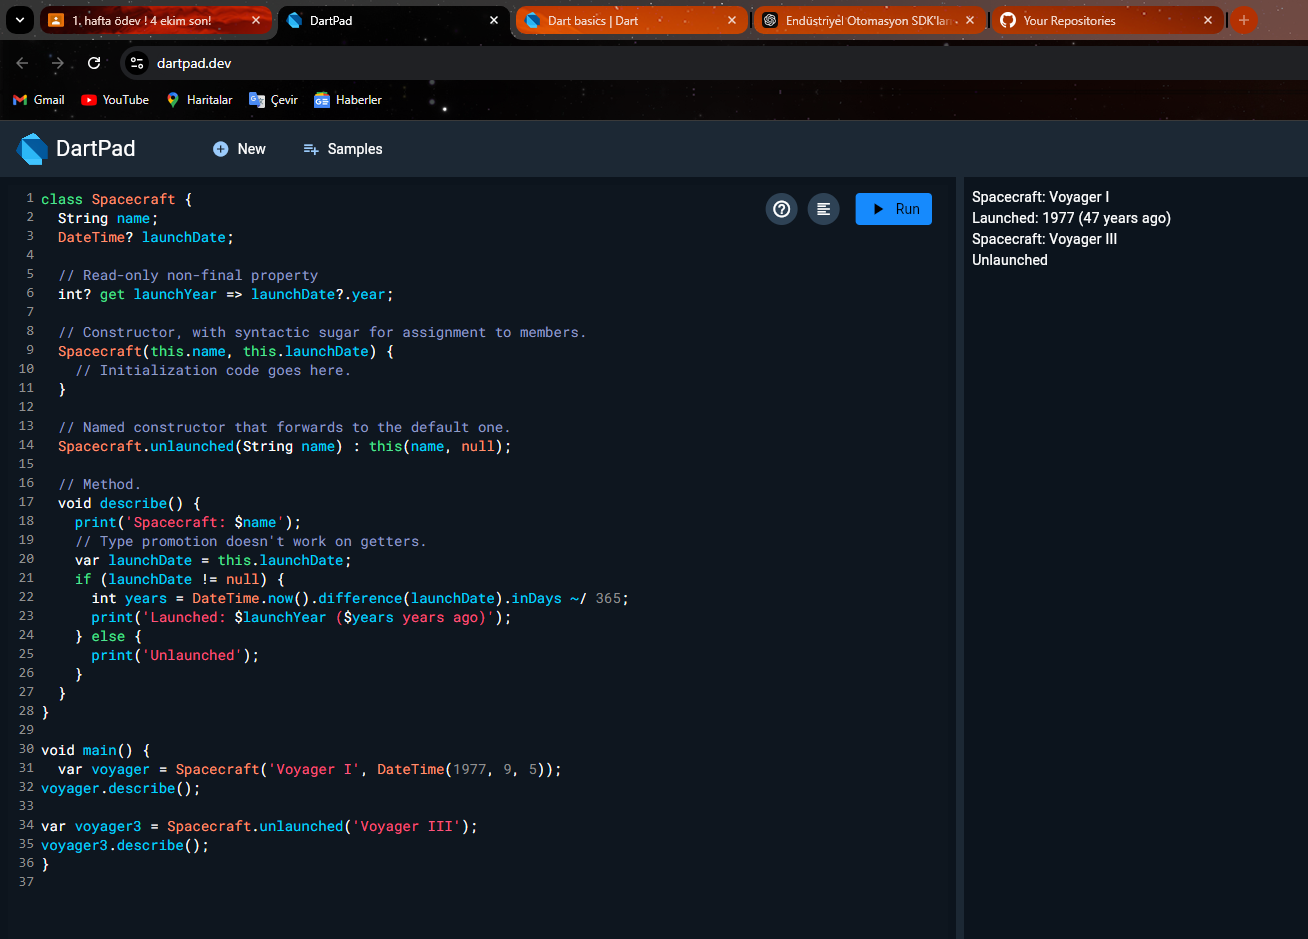 1. hafta ödev ! 4 ekim son!
DartPad
Dart basics | Dart
Endüstriyel Otomasyon SDK'ları
Your Repositories
dartpad.dev
Gmail
YouTube
Haritalar
Çevir
Haberler
DartPad
New
Samples
Run
1 class Spacecraft {
2 String name;
3 DateTime? launchDate;
4
5 // Read-only non-final property
6 int? get launchYear => launchDate?.year;
7
8 // Constructor, with syntactic sugar for assignment to members.
9 Spacecraft(this.name, this.launchDate) {
10 // Initialization code goes here.
11 }
12
13 // Named constructor that forwards to the default one.
14 Spacecraft.unlaunched(String name) : this(name, null);
15
16 // Method.
17 void describe() {
18 print('Spacecraft: $name');
19 // Type promotion doesn't work on getters.
20 var launchDate = this.launchDate;
21 if (launchDate != null) {
22 int years = DateTime.now().difference(launchDate).inDays ~/ 365;
23 print('Launched: $launchYear ($years years ago)');
24 } else {
25 print('Unlaunched');
26 }
27 }
28 }
29
30 void main() {
31 var voyager = Spacecraft('Voyager I', DateTime(1977, 9, 5));
32 voyager.describe();
33
34 var voyager3 = Spacecraft.unlaunched('Voyager III');
35 voyager3.describe();
36 }
37
Spacecraft: Voyager I
Launched: 1977 (47 years ago)
Spacecraft: Voyager III
Unlaunched